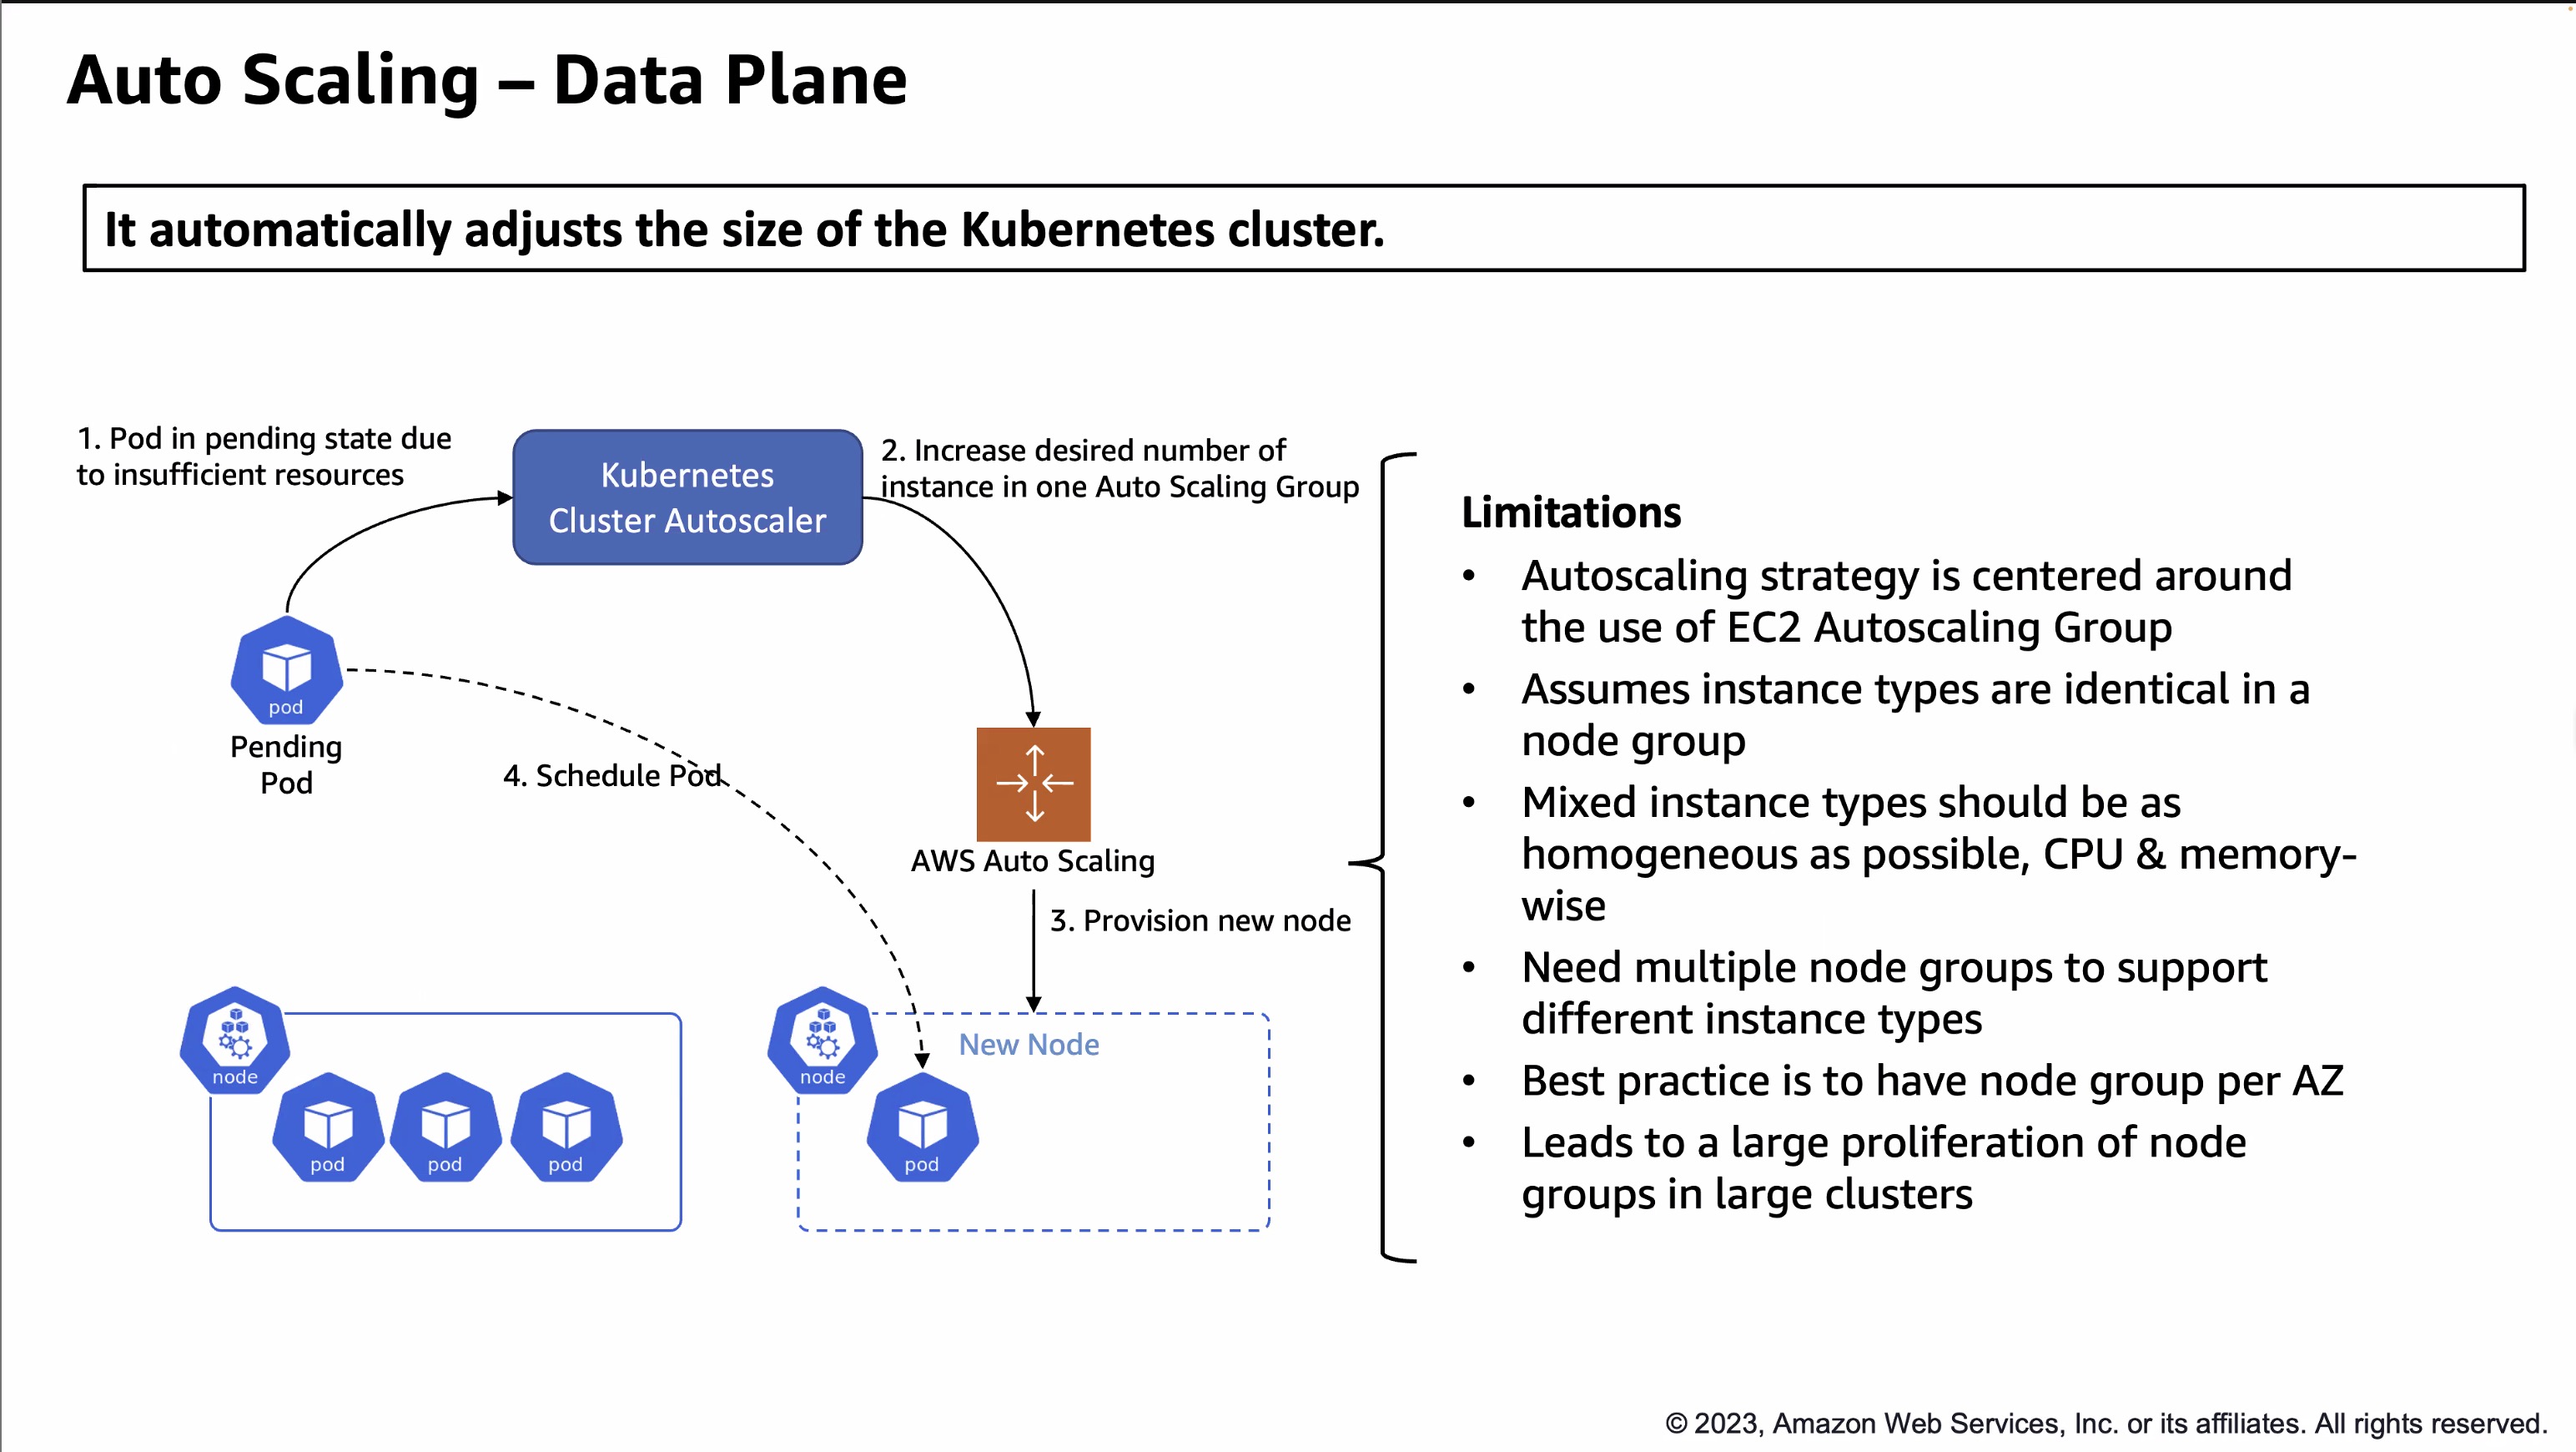 Auto Scaling – Data Plane
It automatically adjusts the size of the Kubernetes cluster.
1. Pod in pending state due
to insufficient resources
Kubernetes
Cluster Autoscaler
2. Increase desired number of
instance in one Auto Scaling Group
pod
Pending
Pod
4. Schedule Pod
AWS Auto Scaling
3. Provision new node
node
pod
pod
pod
node
New Node
pod
Limitations
• Autoscaling strategy is centered around
the use of EC2 Autoscaling Group
• Assumes instance types are identical in a
node group
• Mixed instance types should be as
homogeneous as possible, CPU & memory-
wise
• Need multiple node groups to support
different instance types
• Best practice is to have node group per AZ
• Leads to a large proliferation of node
groups in large clusters
© 2023, Amazon Web Services, Inc. or its affiliates. All rights reserved.